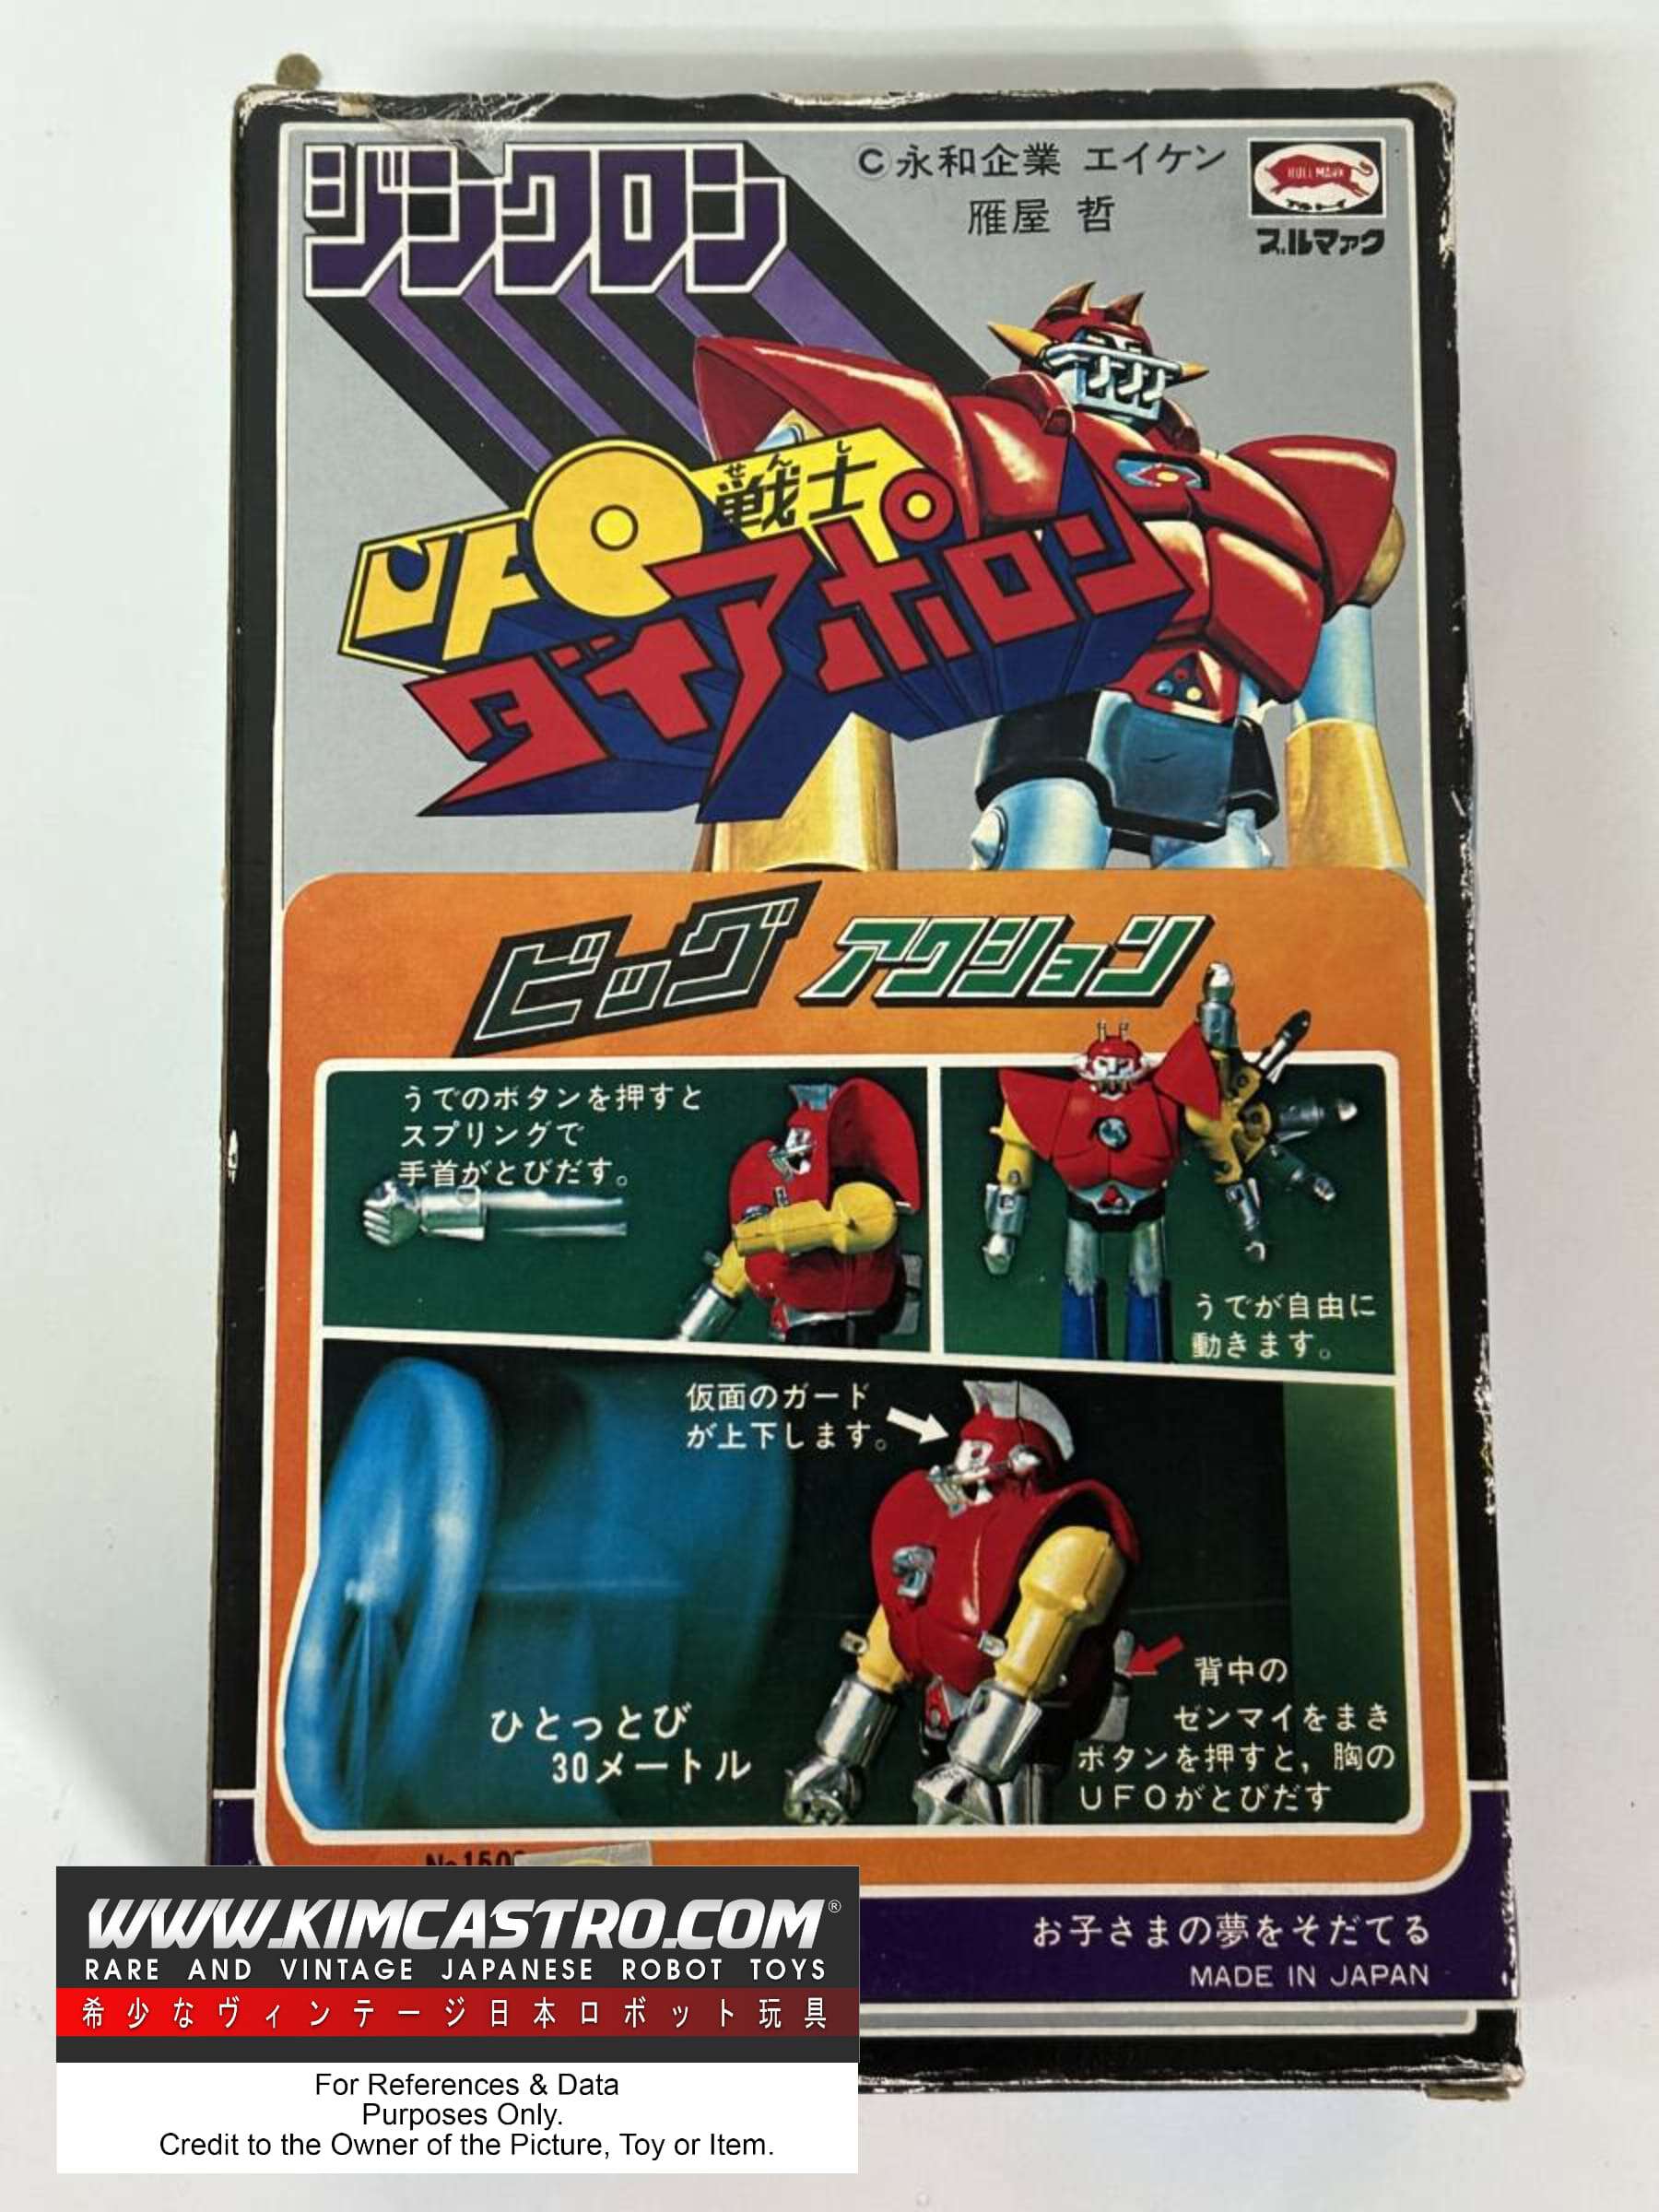 ジンクロン
©永和企業 エイケン
雁屋 哲
BULLMARK
ブルマァク
せんし
UFO戦士
ダイアポロン
ビッグ アクション
うでのボタンを押すと
スプリングで
手首がとびだす。
うでが自由に
動きます。
仮面のガード
が上下します。
ひとっとび
30メートル
背中の
ゼンマイをまき
ボタンを押すと，胸の
UFOがとびだす
お子さまの夢をそだてる
MADE IN JAPAN
WWW.KIMCASTRO.COM®
RARE AND VINTAGE JAPANESE ROBOT TOYS
希少なヴィンテージ日本ロボット玩具
For References & Data
Purposes Only.
Credit to the Owner of the Picture, Toy or Item.